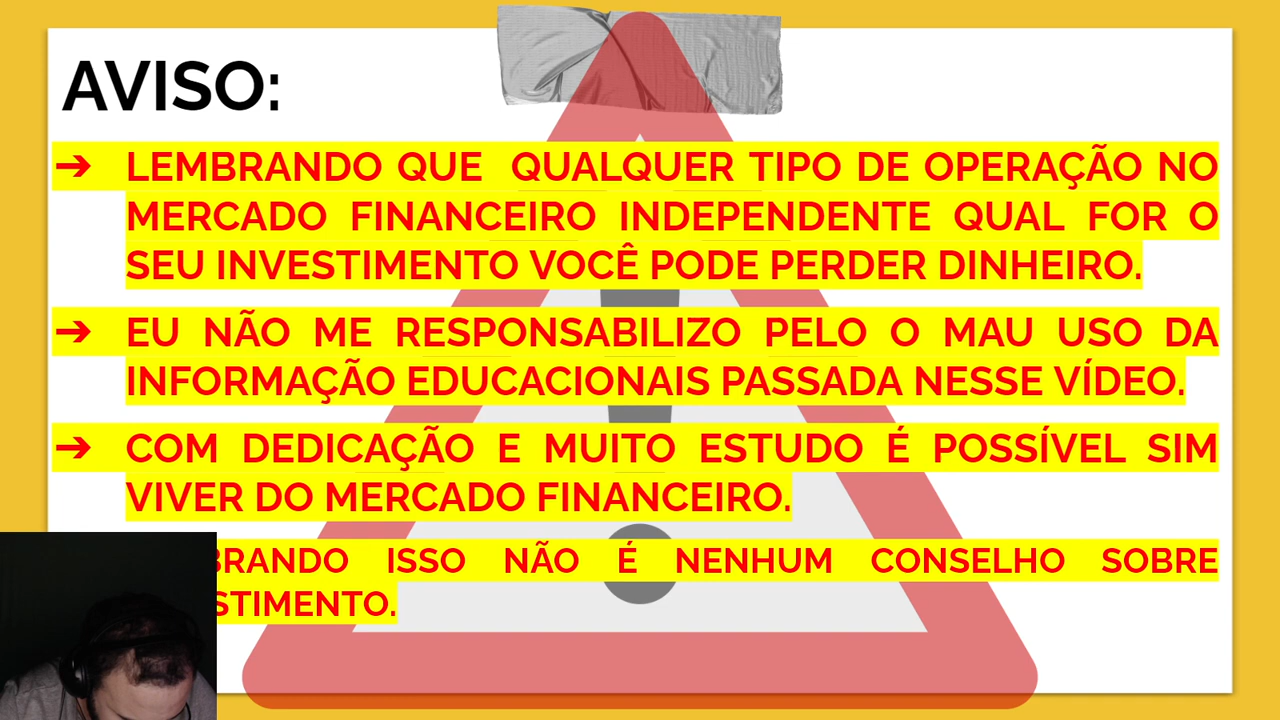 AVISO:
➔ LEMBRANDO QUE QUALQUER TIPO DE OPERAÇÃO NO
MERCADO FINANCEIRO INDEPENDENTE QUAL FOR O
SEU INVESTIMENTO VOCÊ PODE PERDER DINHEIRO.
➔ EU NÃO ME RESPONSABILIZO PELO O MAU USO DA
INFORMAÇÃO EDUCACIONAIS PASSADA NESSE VÍDEO.
➔ COM DEDICAÇÃO E MUITO ESTUDO É POSSÍVEL SIM
VIVER DO MERCADO FINANCEIRO.
ISSO NÃO É NENHUM CONSELHO SOBRE